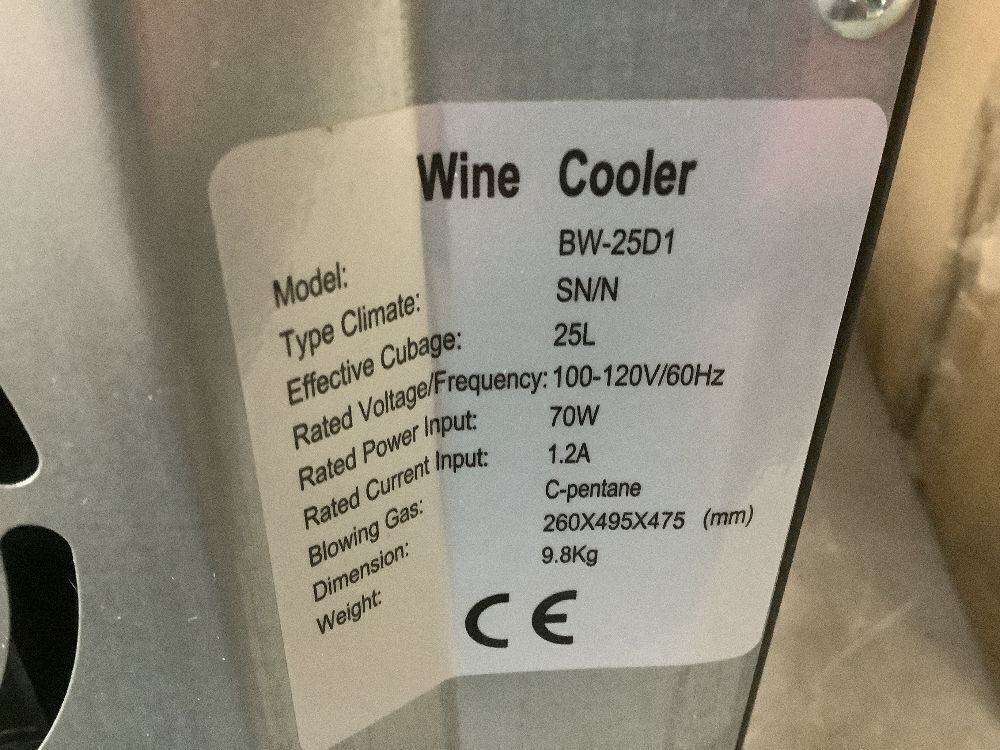 Wine Cooler
Model: BW-25D1
Type Climate: SN/N
Effective Cubage: 25L
Rated Voltage/Frequency: 100-120V/60Hz
Rated Power Input: 70W
Rated Current Input: 1.2A
Blowing Gas: C-pentane
Dimension: 260X495X475 (mm)
Weight: 9.8Kg
CE